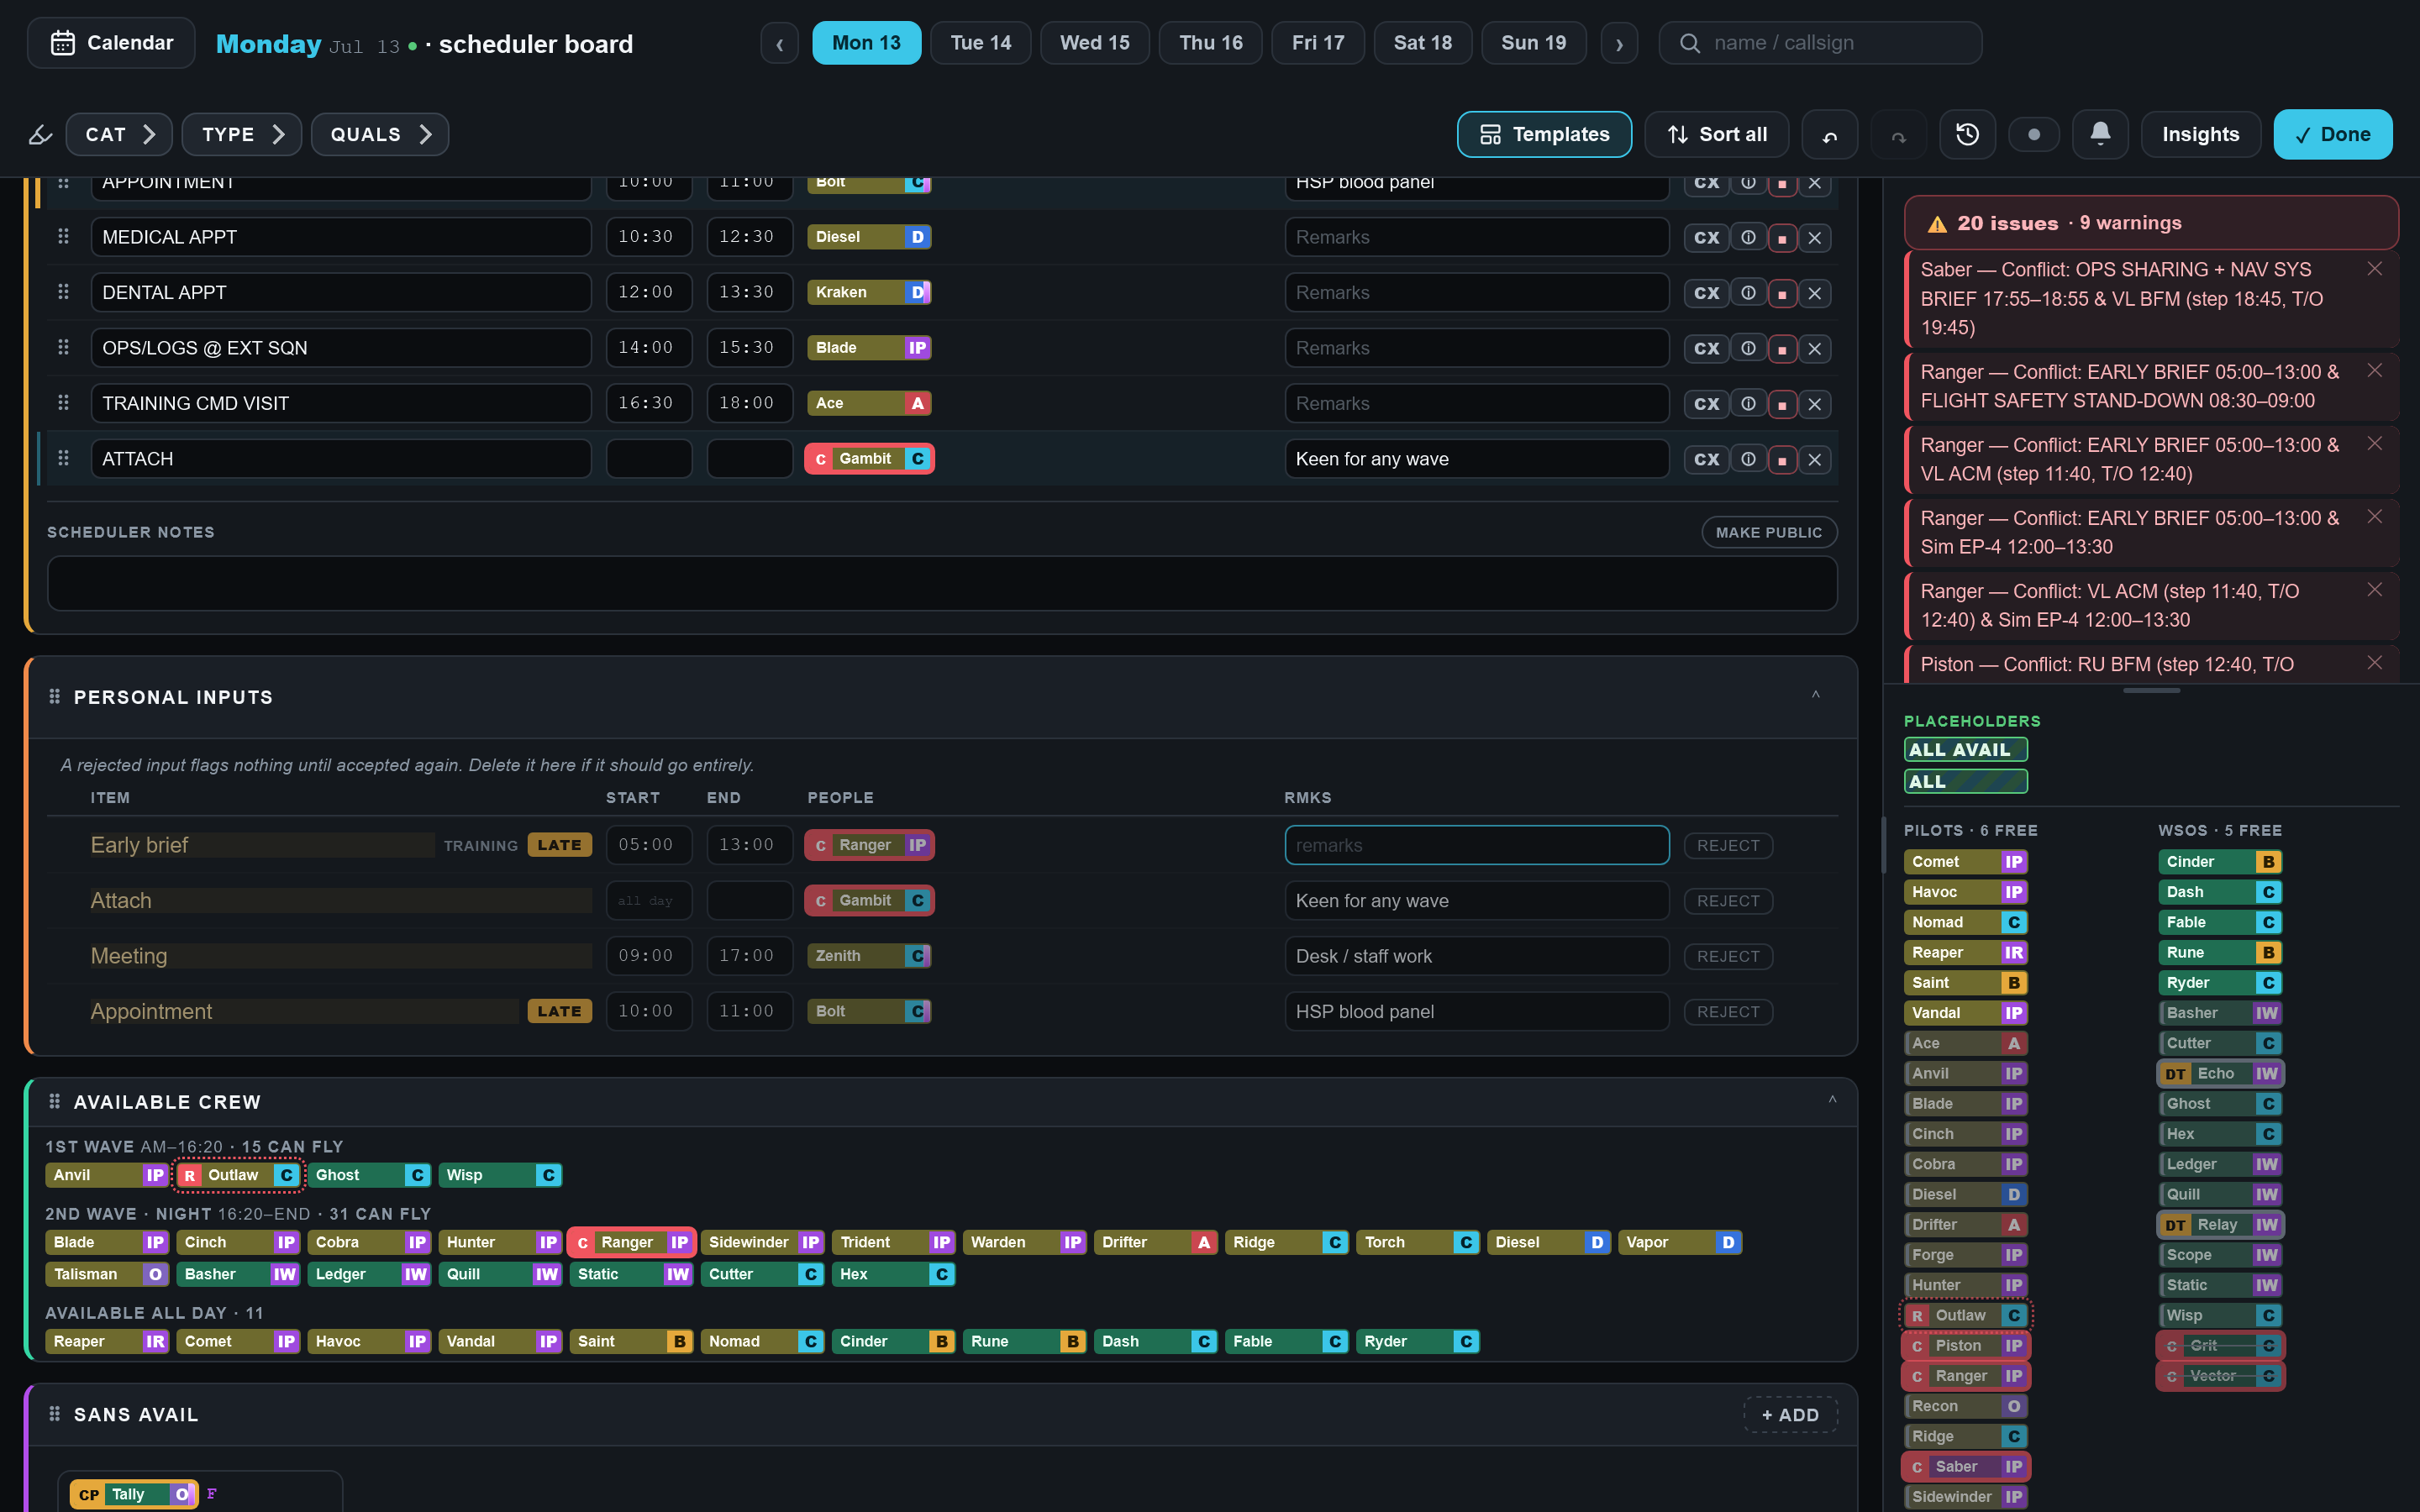 Calendar
Monday Jul 13 · scheduler board
‹ Mon 13 Tue 14 Wed 15 Thu 16 Fri 17 Sat 18 Sun 19 ›
name / callsign
CAT TYPE QUALS
Templates Sort all Insights ✓ Done
APPOINTMENT 10:00 11:00 Bolt C HSP blood panel CX
MEDICAL APPT 10:30 12:30 Diesel D Remarks CX
DENTAL APPT 12:00 13:30 Kraken D Remarks CX
OPS/LOGS @ EXT SQN 14:00 15:30 Blade IP Remarks CX
TRAINING CMD VISIT 16:30 18:00 Ace A Remarks CX
ATTACH C Gambit C Keen for any wave CX
SCHEDULER NOTES MAKE PUBLIC
PERSONAL INPUTS
A rejected input flags nothing until accepted again. Delete it here if it should go entirely.
ITEM START END PEOPLE RMKS
Early brief TRAINING LATE 05:00 13:00 C Ranger IP remarks REJECT
Attach all day C Gambit C Keen for any wave REJECT
Meeting 09:00 17:00 Zenith C Desk / staff work REJECT
Appointment LATE 10:00 11:00 Bolt C HSP blood panel REJECT
AVAILABLE CREW
1ST WAVE AM–16:20 · 15 CAN FLY
Anvil IP R Outlaw C Ghost C Wisp C
2ND WAVE · NIGHT 16:20–END · 31 CAN FLY
Blade IP Cinch IP Cobra IP Hunter IP C Ranger IP Sidewinder IP Trident IP Warden IP Drifter A Ridge C Torch C Diesel D Vapor D
Talisman O Basher IW Ledger IW Quill IW Static IW Cutter C Hex C
AVAILABLE ALL DAY · 11
Reaper IR Comet IP Havoc IP Vandal IP Saint B Nomad C Cinder B Rune B Dash C Fable C Ryder C
SANS AVAIL + ADD
CP Tally O F
20 issues · 9 warnings
Saber — Conflict: OPS SHARING + NAV SYS
BRIEF 17:55–18:55 & VL BFM (step 18:45, T/O
19:45)
Ranger — Conflict: EARLY BRIEF 05:00–13:00 &
FLIGHT SAFETY STAND-DOWN 08:30–09:00
Ranger — Conflict: EARLY BRIEF 05:00–13:00 &
VL ACM (step 11:40, T/O 12:40)
Ranger — Conflict: EARLY BRIEF 05:00–13:00 &
Sim EP-4 12:00–13:30
Ranger — Conflict: VL ACM (step 11:40, T/O
12:40) & Sim EP-4 12:00–13:30
Piston — Conflict: RU BFM (step 12:40, T/O
PLACEHOLDERS
ALL AVAIL
ALL
PILOTS · 6 FREE
Comet IP
Havoc IP
Nomad C
Reaper IR
Saint B
Vandal IP
Ace A
Anvil IP
Blade IP
Cinch IP
Cobra IP
Diesel D
Drifter A
Forge IP
Hunter IP
R Outlaw C
C Piston IP
C Ranger IP
Recon O
Ridge C
C Saber IP
Sidewinder IP
WSOS · 5 FREE
Cinder B
Dash C
Fable C
Rune B
Ryder C
Basher IW
Cutter C
DT Echo IW
Ghost C
Hex C
Ledger IW
Quill IW
DT Relay IW
Scope IW
Static IW
Wisp C
C Grit C
C Vector C